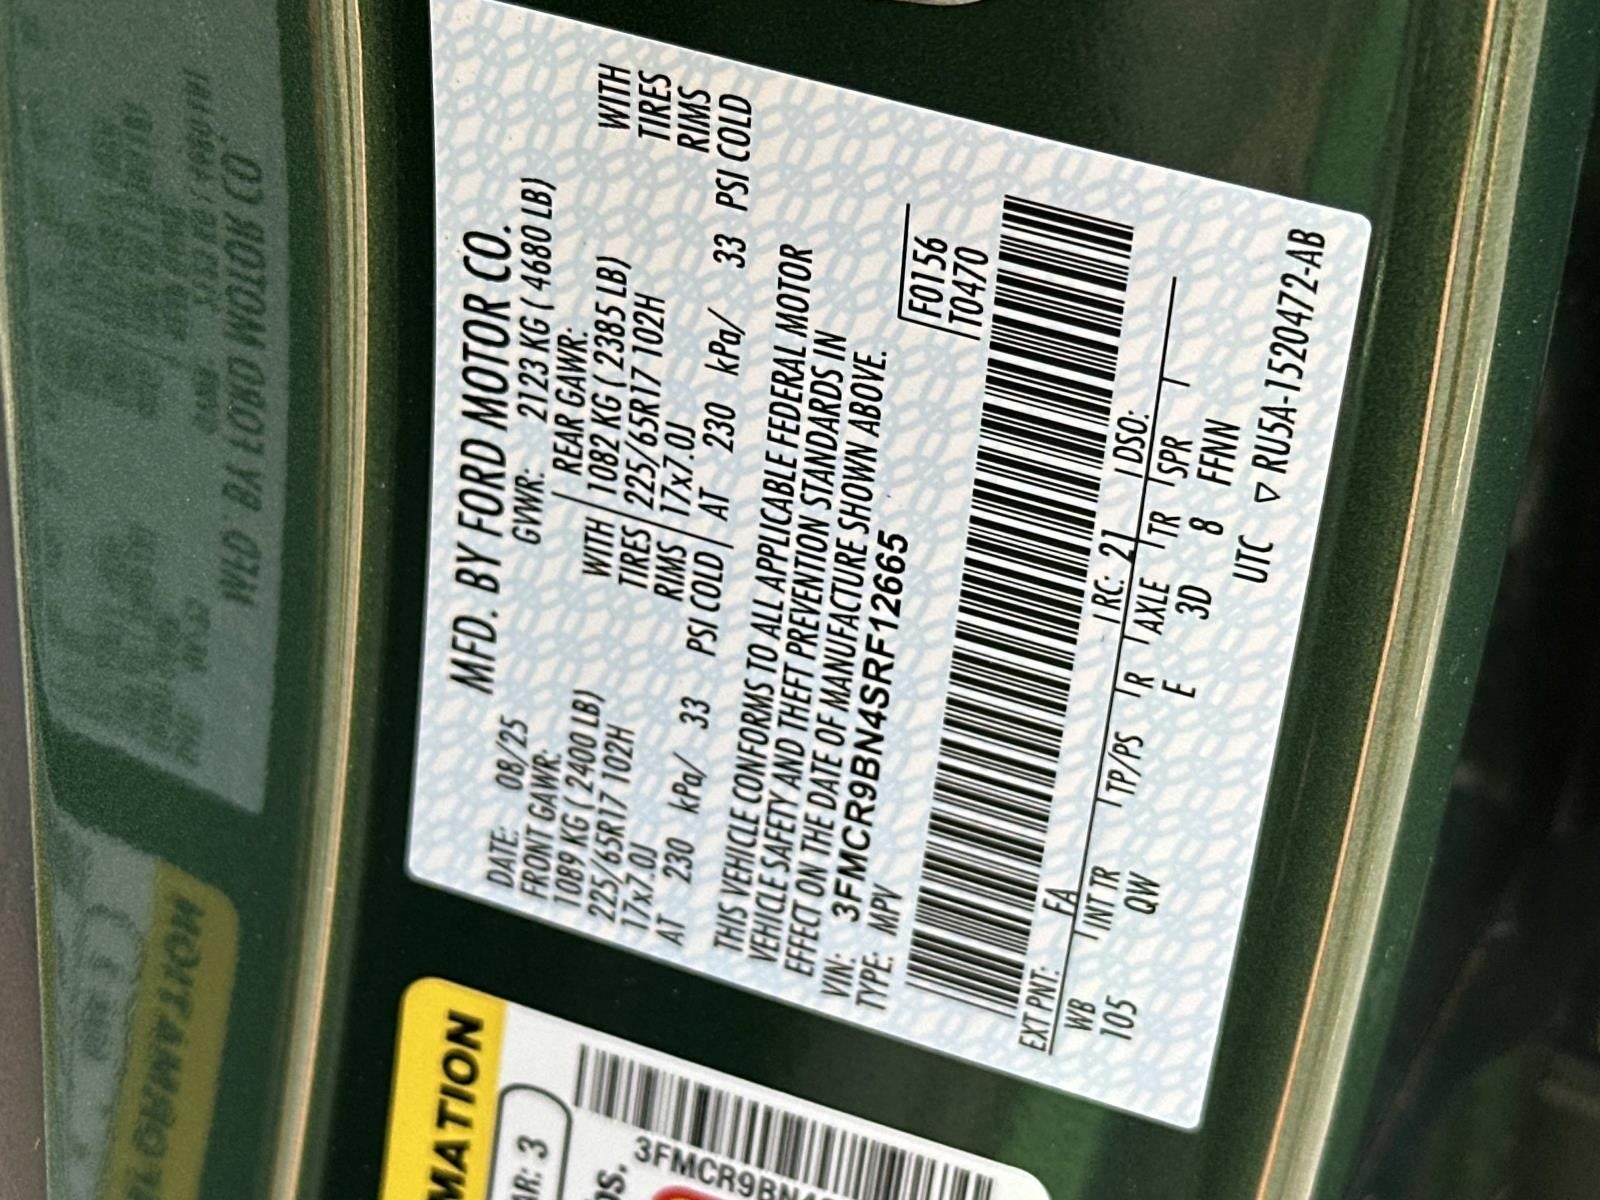 MFD. BY FORD MOTOR CO.
DATE: 08/25 GVWR: 2123 KG ( 4680 LB)
FRONT GAWR: REAR GAWR:
1089 KG ( 2400 LB) WITH 1082 KG ( 2385 LB) WITH
225/65R17 102H TIRES 225/65R17 102H TIRES
17x7.0J RIMS 17x7.0J RIMS
AT 230 kPa/ 33 PSI COLD AT 230 kPa/ 33 PSI COLD
THIS VEHICLE CONFORMS TO ALL APPLICABLE FEDERAL MOTOR
VEHICLE SAFETY AND THEFT PREVENTION STANDARDS IN
EFFECT ON THE DATE OF MANUFACTURE SHOWN ABOVE.
VIN: 3FMCR9BN4SRF12665
TYPE: MPV
F0156
T0470
EXT PNT: FA RC: 21 DSO:
WB INT TR TP/PS R AXLE TR SPR
105 QW E 3D 8 FFNN
UTC ▽ RU5A-1520472-AB
MATION
AR: 3
os.
3FMCR9BN4S